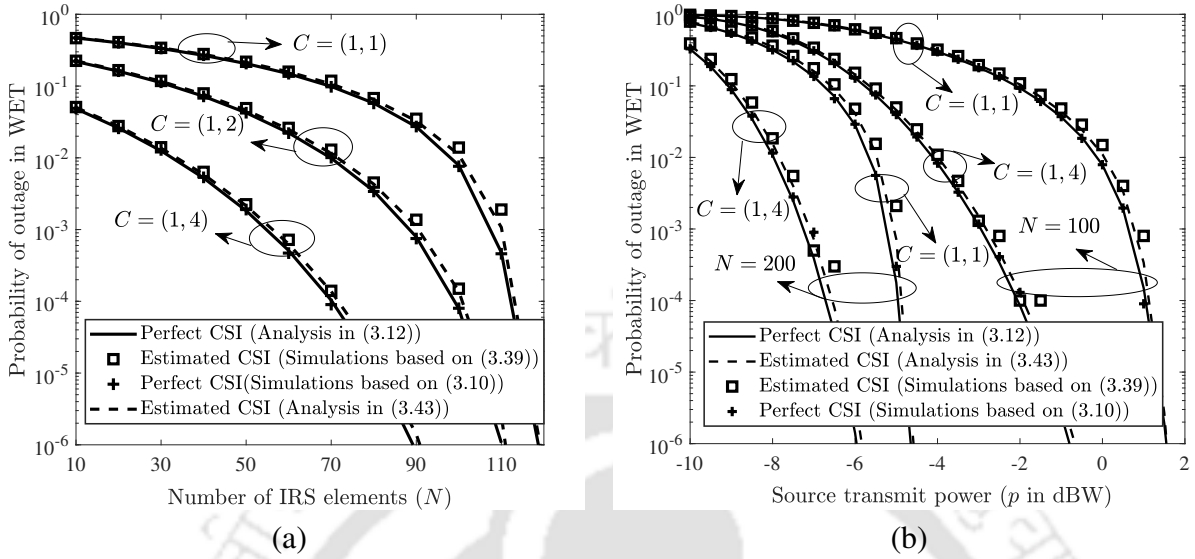 (a)
10^0
10^-1
10^-2
10^-3
10^-4
10^-5
10^-6
Probability of outage in WET
C = (1, 1)
C = (1, 2)
C = (1, 4)
Perfect CSI (Analysis in (3.12))
Estimated CSI (Simulations based on (3.39))
Perfect CSI(Simulations based on (3.10))
Estimated CSI (Analysis in (3.43))
10 30 50 70 90 110
Number of IRS elements (N)
(a)
(b)
10^0
10^-1
10^-2
10^-3
10^-4
10^-5
10^-6
Probability of outage in WET
C = (1, 1)
C = (1, 4)
C = (1, 4)
N = 100
C = (1, 1)
N = 200
Perfect CSI (Analysis in (3.12))
Estimated CSI (Analysis in (3.43))
Estimated CSI (Simulations based on (3.39))
Perfect CSI (Simulations based on (3.10))
-10 -8 -6 -4 -2 0 2
Source transmit power (p in dBW)
(b)